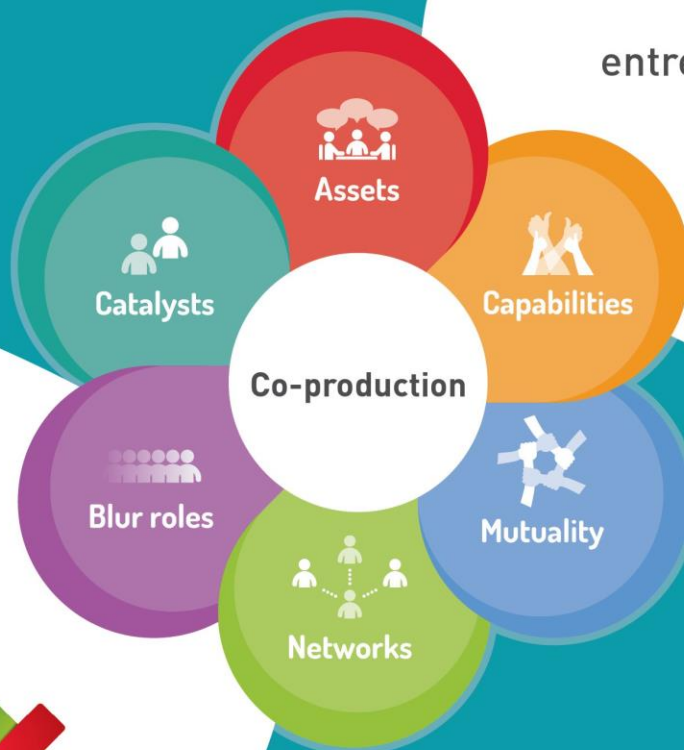 entre
Assets
Capabilities
Mutuality
Networks
Blur roles
Catalysts
Co-production